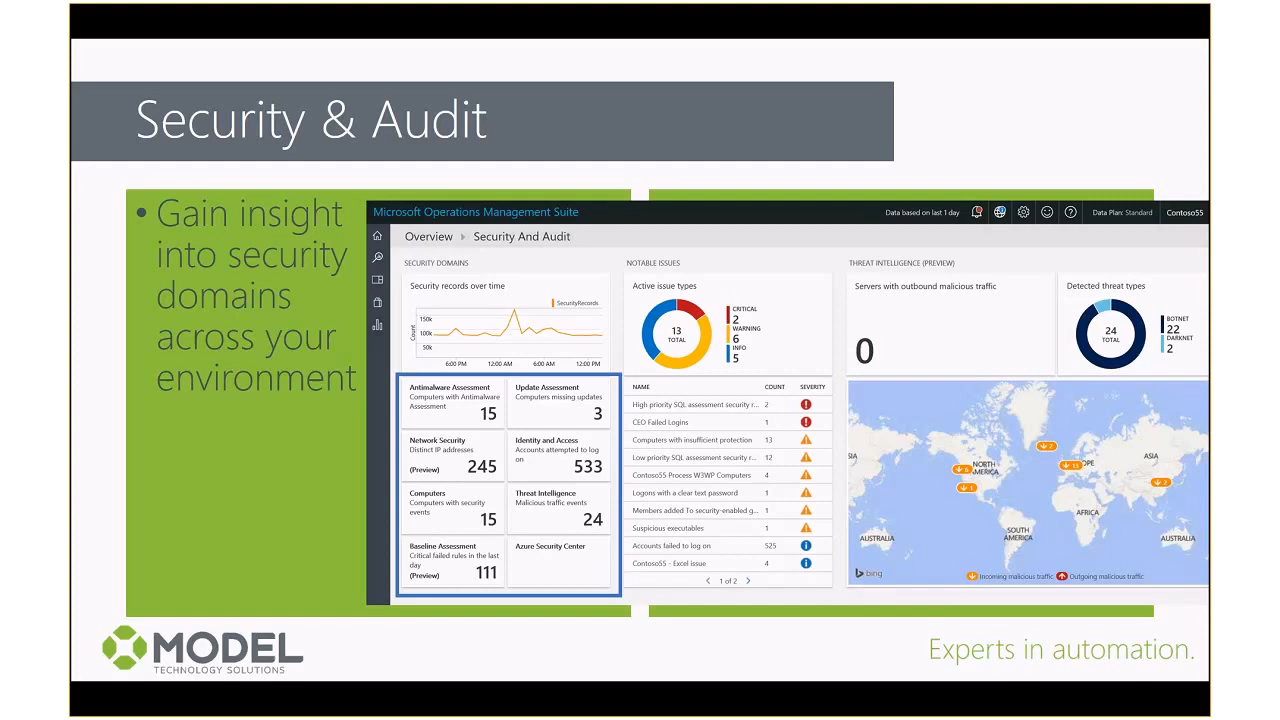 Security & Audit
• Gain insight
into security
domains
across your
environment
Microsoft Operations Management Suite
Data based on last 1 day
Data Plan: Standard
Contoso55
Overview
Security And Audit
SECURITY DOMAINS
Security records over time
SecurityRecords
Count
150k
100k
50k
6:00 PM
12:00 AM
6:00 AM
12:00 PM
Antimalware Assessment
Computers with Antimalware
Assessment
15
Update Assessment
Computers missing updates
3
Network Security
Distinct IP addresses
(Preview)
245
Identity and Access
Accounts attempted to log
on
533
Computers
Computers with security
events
15
Threat Intelligence
Malicious traffic events
24
Baseline Assessment
Critical failed rules in the last
day
(Preview)
111
Azure Security Center
NOTABLE ISSUES
Active issue types
13
TOTAL
CRITICAL
2
WARNING
6
INFO
5
NAME COUNT SEVERITY
High priority SQL assessment security r... 2
CEO Failed Logins 1
Computers with insufficient protection 13
Low priority SQL assessment security r... 12
Contoso55 Process W3WP Computers 4
Logons with a clear text password 1
Members added To security-enabled g... 1
Suspicious executables 1
Accounts failed to log on 525
Contoso55 - Excel issue 4
1 of 2
THREAT INTELLIGENCE (PREVIEW)
Servers with outbound malicious traffic
0
Detected threat types
24
TOTAL
BOTNET
22
DARKNET
2
SIA
NORTH
AMERICA
6
1
2
13
OPE
ASIA
2
AFRICA
SOUTH
AMERICA
AUSTRALIA
AUSTRALIA
bing
Incoming malicious traffic
Outgoing malicious traffic
MODEL
TECHNOLOGY SOLUTIONS
Experts in automation.